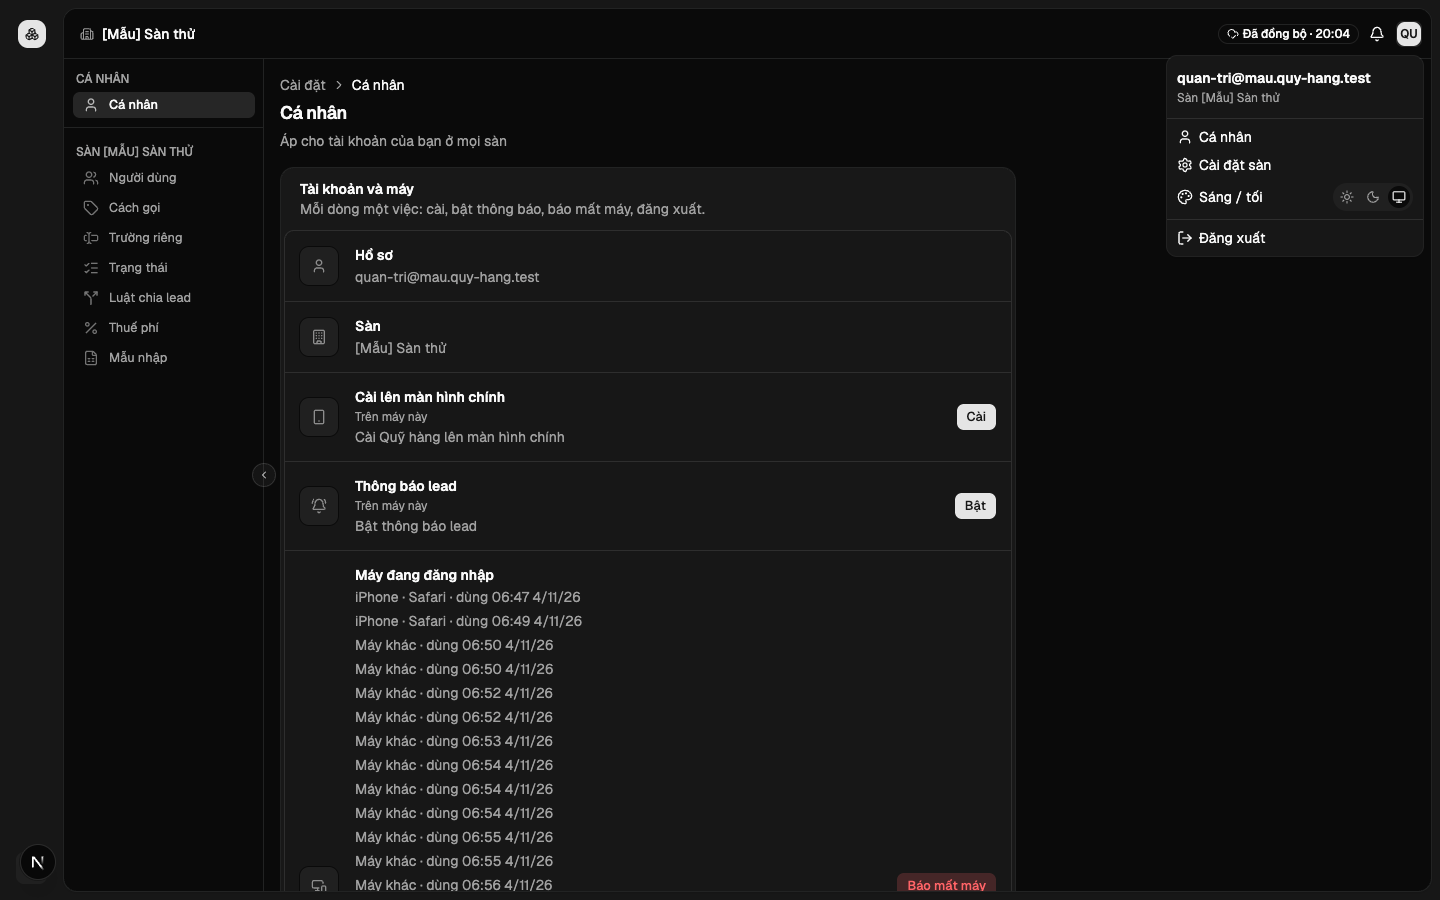 [Mẫu] Sàn thử
Đã đồng bộ · 20:04
QU
CÁ NHÂN
Cá nhân
SÀN [MẪU] SÀN THỬ
Người dùng
Cách gọi
Trường riêng
Trạng thái
Luật chia lead
Thuế phí
Mẫu nhập
Cài đặt
Cá nhân
Cá nhân
Áp cho tài khoản của bạn ở mọi sàn
Tài khoản và máy
Mỗi dòng một việc: cài, bật thông báo, báo mất máy, đăng xuất.
Hồ sơ
quan-tri@mau.quy-hang.test
Sàn
[Mẫu] Sàn thử
Cài lên màn hình chính
Trên máy này
Cài Quỹ hàng lên màn hình chính
Cài
Thông báo lead
Trên máy này
Bật thông báo lead
Bật
Máy đang đăng nhập
iPhone · Safari · dùng 06:47 4/11/26
iPhone · Safari · dùng 06:49 4/11/26
Máy khác · dùng 06:50 4/11/26
Máy khác · dùng 06:50 4/11/26
Máy khác · dùng 06:52 4/11/26
Máy khác · dùng 06:52 4/11/26
Máy khác · dùng 06:53 4/11/26
Máy khác · dùng 06:54 4/11/26
Máy khác · dùng 06:54 4/11/26
Máy khác · dùng 06:54 4/11/26
Máy khác · dùng 06:55 4/11/26
Máy khác · dùng 06:55 4/11/26
Máy khác · dùng 06:56 4/11/26
Báo mất máy
quan-tri@mau.quy-hang.test
Sàn [Mẫu] Sàn thử
Cá nhân
Cài đặt sàn
Sáng / tối
Đăng xuất
N